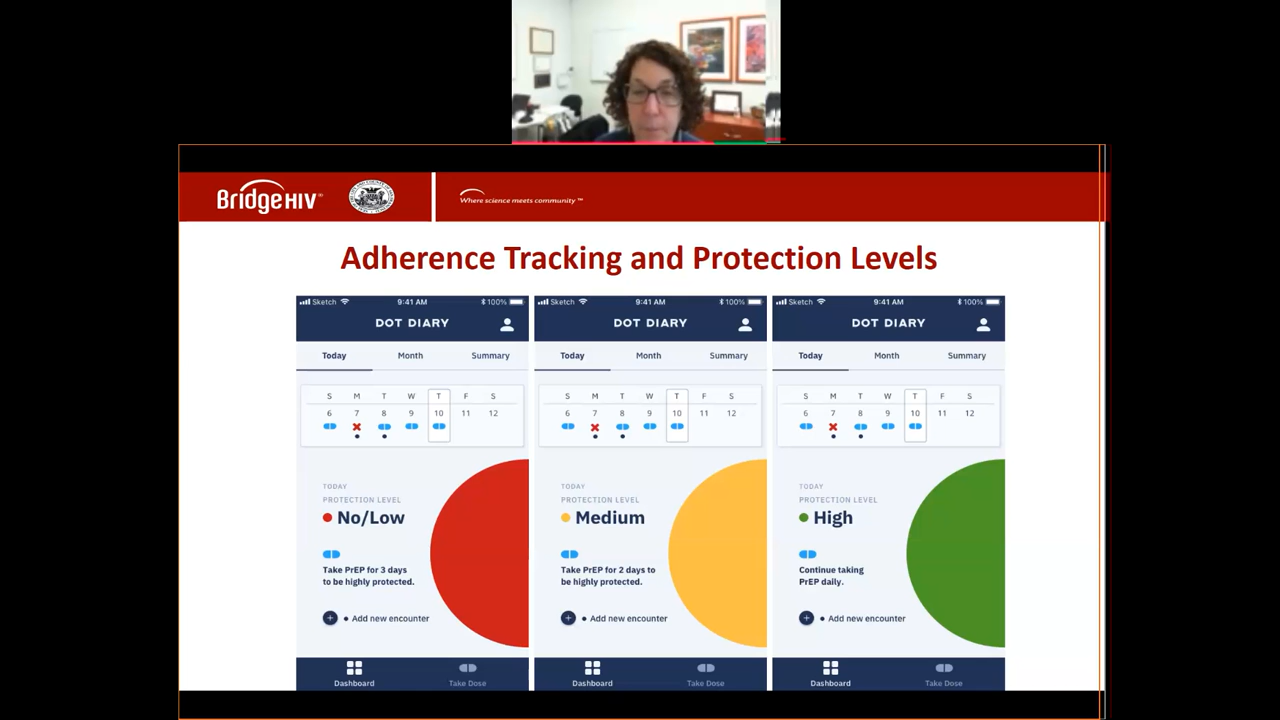 BridgeHIV
Where science meets community™
Adherence Tracking and Protection Levels
Sketch 9:41 AM 100%
DOT DIARY
Today Month Summary
S M T W T F S
6 7 8 9 10 11 12
TODAY
PROTECTION LEVEL
No/Low
Take PrEP for 3 days
to be highly protected.
+ • Add new encounter
Dashboard Take Dose
Sketch 9:41 AM 100%
DOT DIARY
Today Month Summary
S M T W T F S
6 7 8 9 10 11 12
TODAY
PROTECTION LEVEL
Medium
Take PrEP for 2 days to
be highly protected.
+ • Add new encounter
Dashboard Take Dose
Sketch 9:41 AM 100%
DOT DIARY
Today Month Summary
S M T W T F S
6 7 8 9 10 11 12
TODAY
PROTECTION LEVEL
High
Continue taking
PrEP daily.
+ • Add new encounter
Dashboard Take Dose